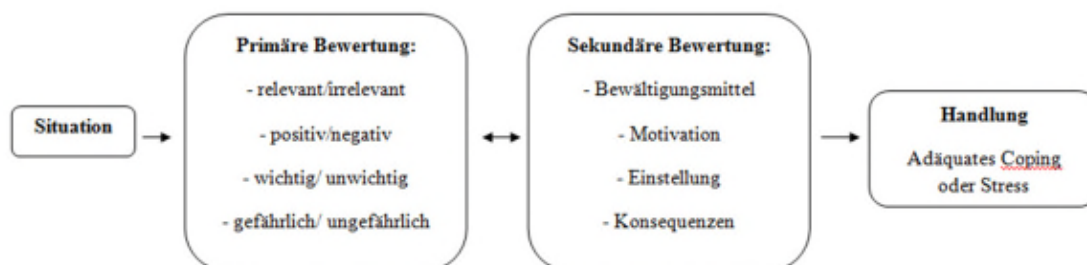 Situation
Primäre Bewertung:
- relevant/irrelevant
- positiv/negativ
- wichtig/ unwichtig
- gefährlich/ ungefährlich
Sekundäre Bewertung:
- Bewältigungsmittel
- Motivation
- Einstellung
- Konsequenzen
Handlung
Adäquates Coping
oder Stress